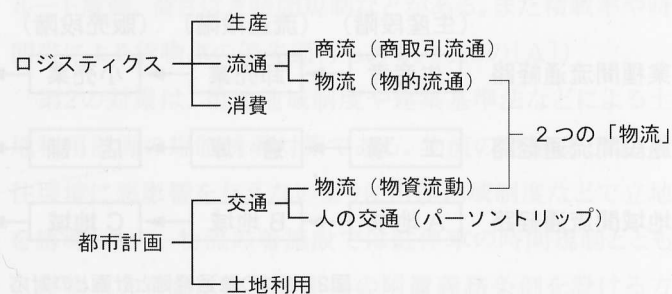 生産
ロジスティクス 流通 商流（商取引流通）
物流（物的流通）
消費
2つの「物流」
交通 物流（物資流動）
人の交通（パーソントリップ）
都市計画
土地利用